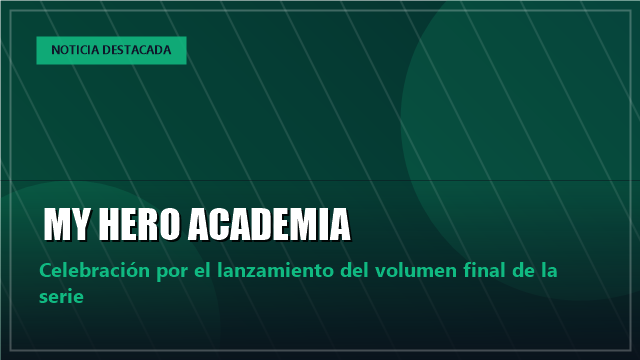 NOTICIA DESTACADA
MY HERO ACADEMIA
Celebración por el lanzamiento del volumen final de la
serie